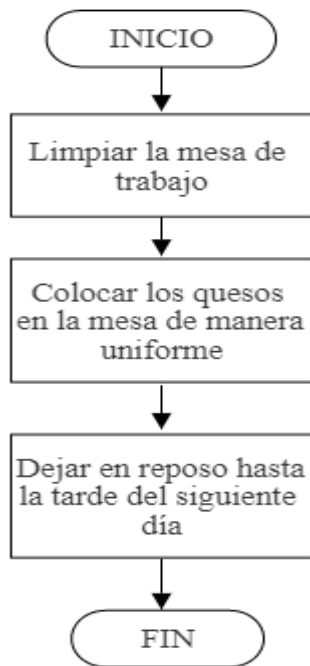 INICIO
Limpiar la mesa de
trabajo
Colocar los quesos
en la mesa de manera
uniforme
Dejar en reposo hasta
la tarde del siguiente
día
FIN